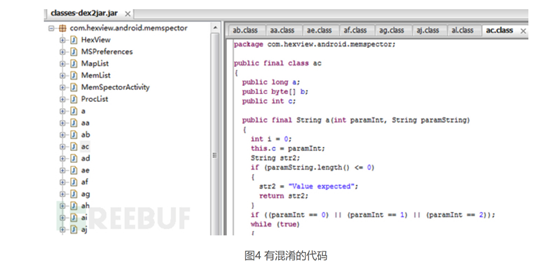 classes-dex2jar.jar
com.hexview.android.memspector
HexView
MSPreferences
MapList
MemList
MemSpectorActivity
ProcList
a
aa
ab
ac
ad
ae
af
ag
ah
ai
aj
REEBUF
ab.class
aa.class
ae.class
af.class
ag.class
aj.class
al.class
ac.class
package com.hexview.android.memspector;
public final class ac
{
public long a;
public byte[] b;
public int c;
public final String a(int paramInt, String paramString)
{
int i = 0;
this.c = paramInt;
String str2;
if (paramString.length() <= 0)
{
str2 = "Value expected";
return str2;
}
if ((paramInt == 0) || (paramInt == 1) || (paramInt == 2));
while (true)
{
图4 有混淆的代码